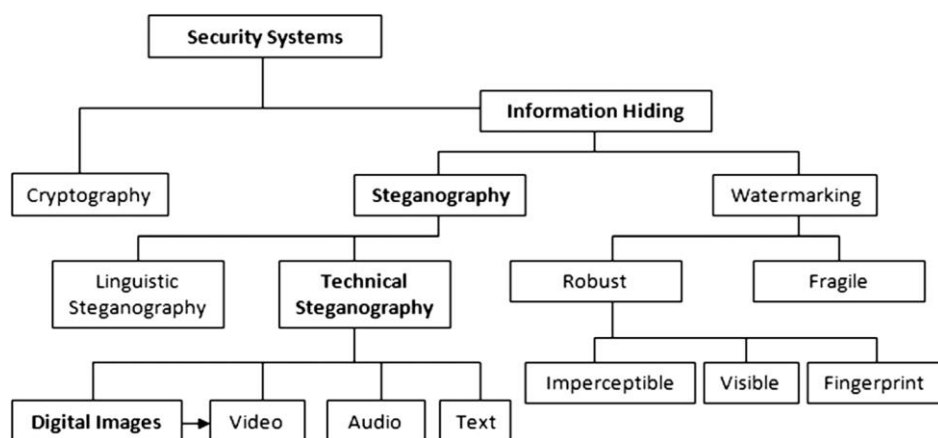 Security Systems
Information Hiding
Cryptography
Steganography
Watermarking
Linguistic
Steganography
Technical
Steganography
Robust
Fragile
Imperceptible
Visible
Fingerprint
Digital Images
Video
Audio
Text